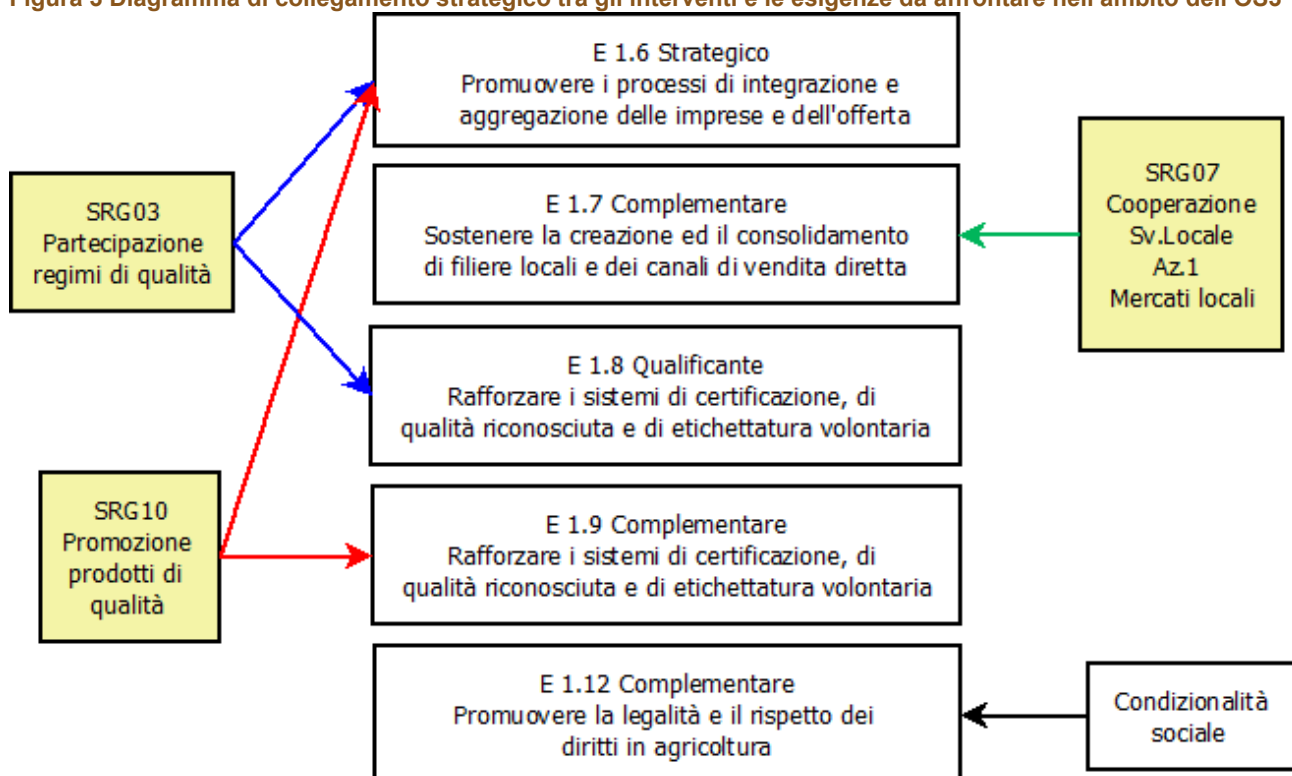 Figura 3 Diagramma di collegamento strategico tra gli interventi e le esigenze da affrontare nell'ambito dell'OS3
E 1.6 Strategico
Promuovere i processi di integrazione e
aggregazione delle imprese e dell'offerta
SRG03
Partecipazione
regimi di qualità
E 1.7 Complementare
Sostenere la creazione ed il consolidamento
di filiere locali e dei canali di vendita diretta
SRG07
Cooperazione
Sv.Locale
Az.1
Mercati locali
E 1.8 Qualificante
Rafforzare i sistemi di certificazione, di
qualità riconosciuta e di etichettatura volontaria
SRG10
Promozione
prodotti di
qualità
E 1.9 Complementare
Rafforzare i sistemi di certificazione, di
qualità riconosciuta e di etichettatura volontaria
E 1.12 Complementare
Promuovere la legalità e il rispetto dei
diritti in agricoltura
Condizionalità
sociale